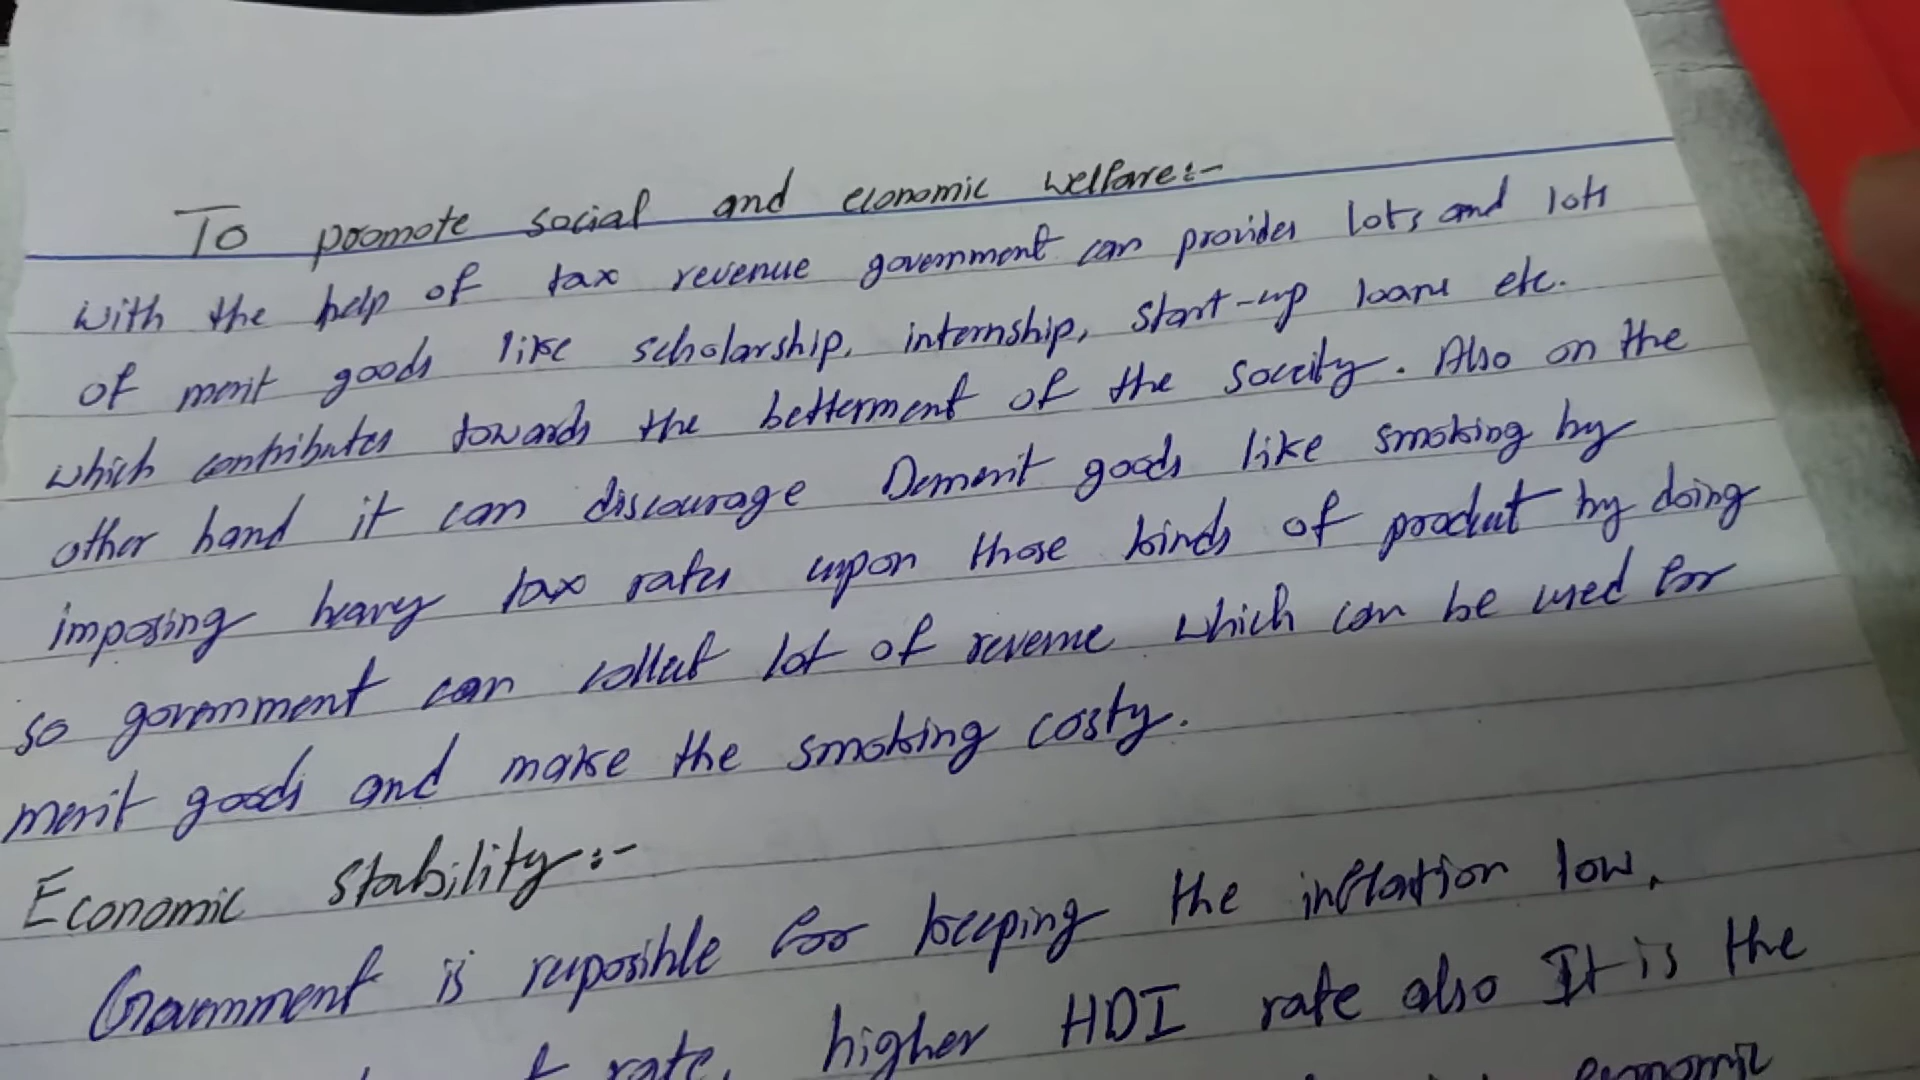 To promote social and economic welfare:-
with the help of tax revenue government can provides lots and lots
of merit goods like scholarship, internship, start-up loans etc.
which contributes towards the betterment of the soccity. Also on the
other hand it can discourage Demerit goods like smoking by
imposing heavy tax rates upon those kinds of product by doing
so government can collect lot of revenue which can be used for
merit goods and make the smoking costy.
Economic stability:-
Government is resposible for keeping the inflation low,
rate, higher HDI rate also It is the
economic